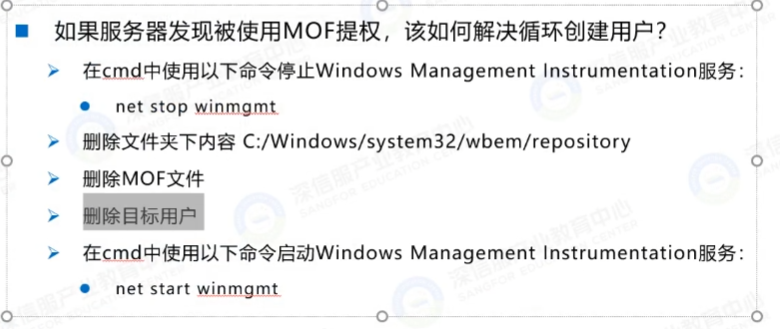 如果服务器发现被使用MOF提权，该如何解决循环创建用户？
在cmd中使用以下命令停止Windows Management Instrumentation服务：
net stop winmgmt
删除文件夹下内容 C:/Windows/system32/wbem/repository
删除MOF文件
删除目标用户
在cmd中使用以下命令启动Windows Management Instrumentation服务：
net start winmgmt
深信服产业教育中心
SANGFOR EDUCATION CENTER